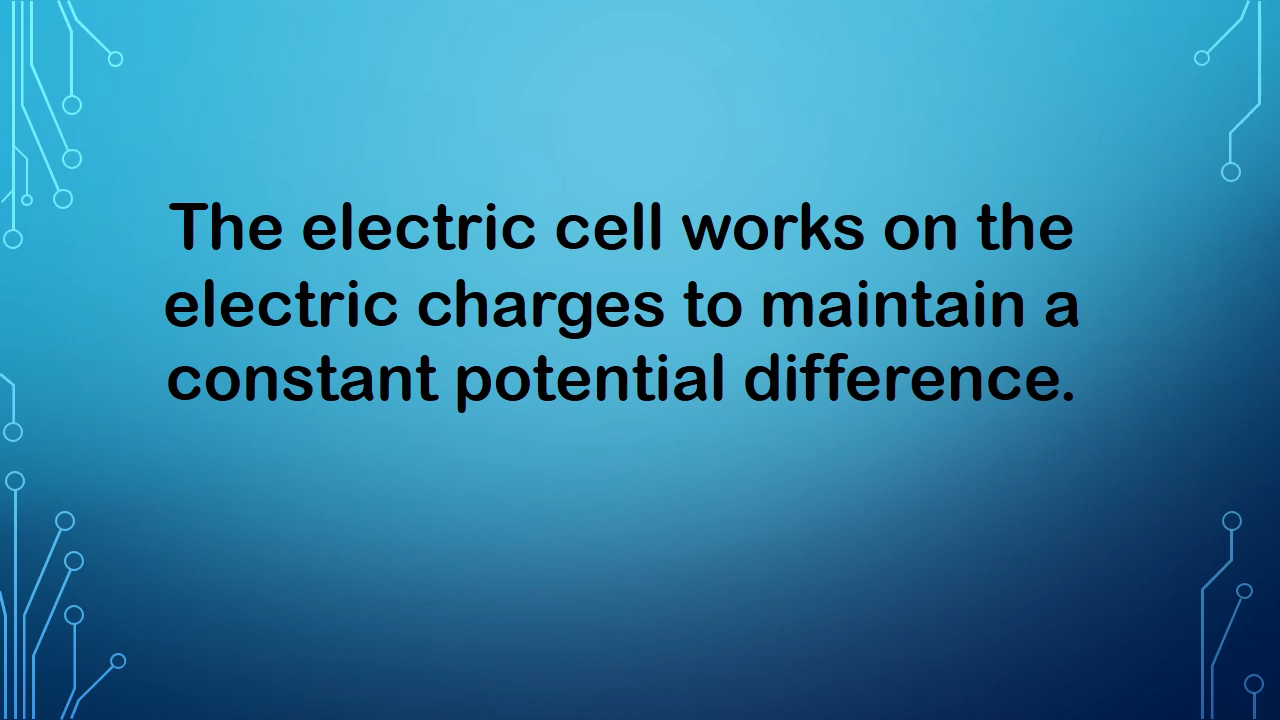 The electric cell works on the
electric charges to maintain a
constant potential difference.